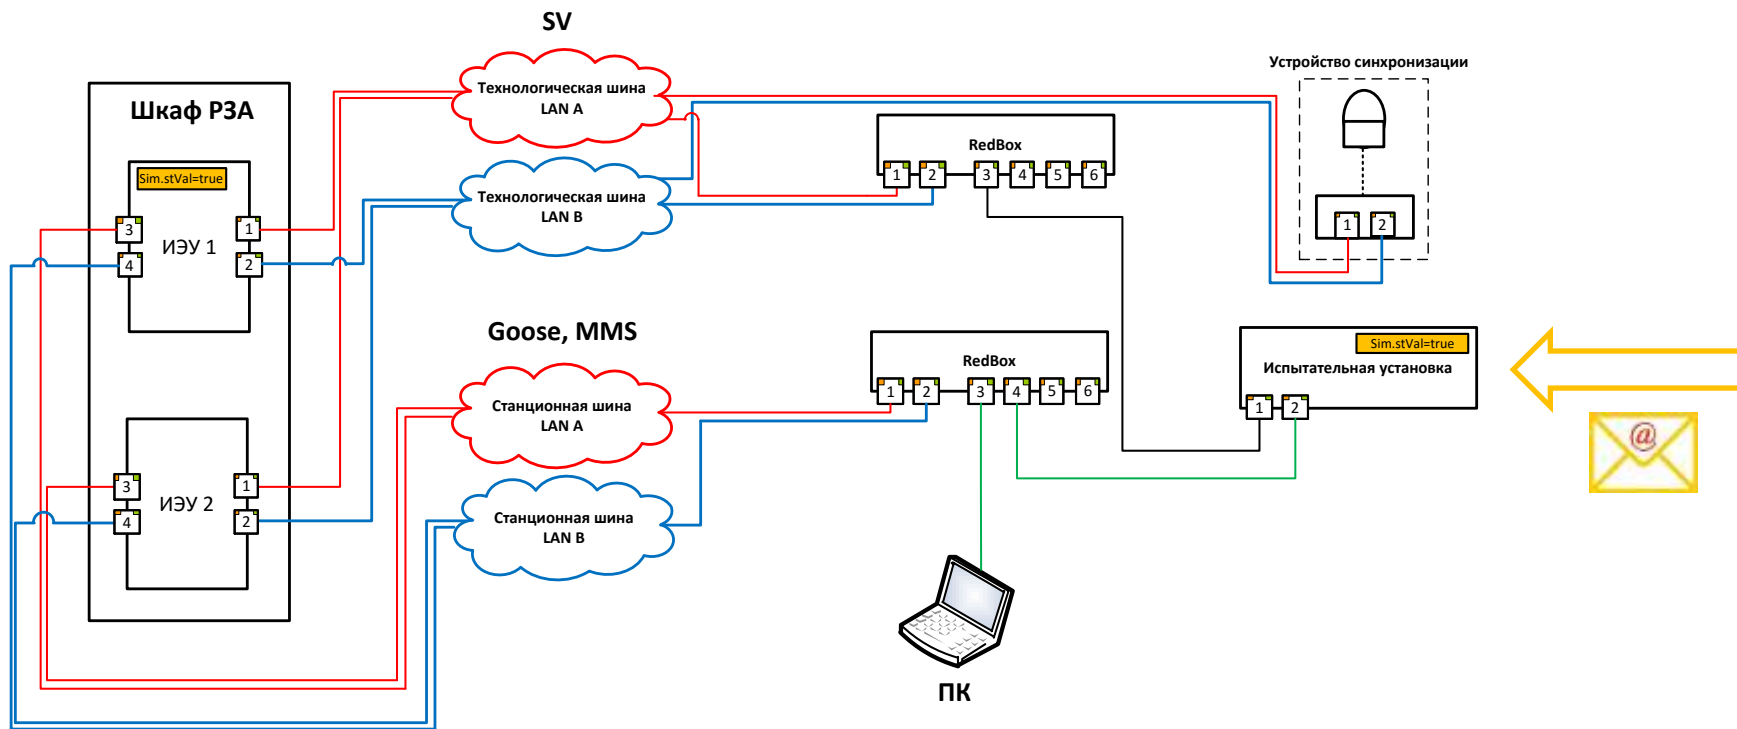 SV
Устройство синхронизации
Шкаф РЗА
Технологическая шина
LAN A
RedBox
1 2 3 4 5 6
Sim.stVal=true
Технологическая шина
LAN B
1 2
3 1
ИЭУ 1
4 2
Goose, MMS
RedBox
1 2 3 4 5 6
Sim.stVal=true
Испытательная установка
1 2
Станционная шина
LAN A
@
3 1
ИЭУ 2
4 2
Станционная шина
LAN B
ПК